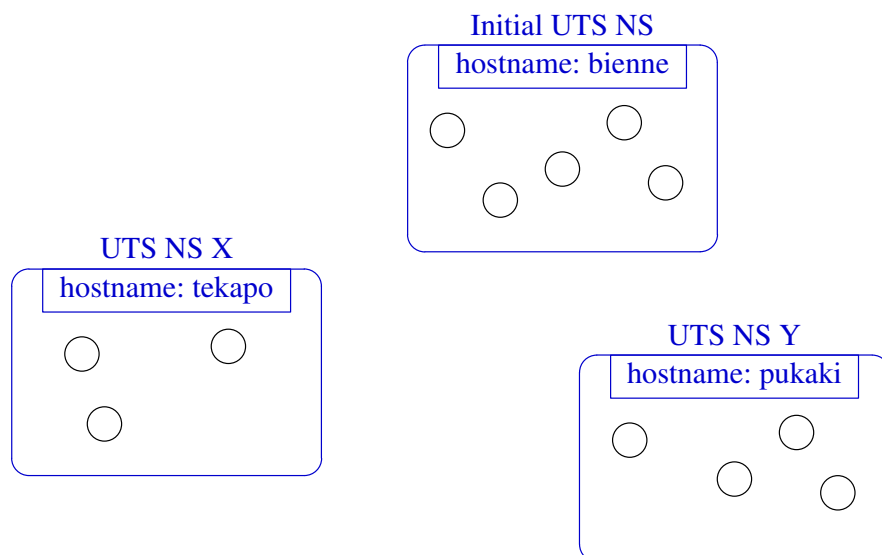 Initial UTS NS
hostname: bienne
UTS NS X
hostname: tekapo
UTS NS Y
hostname: pukaki